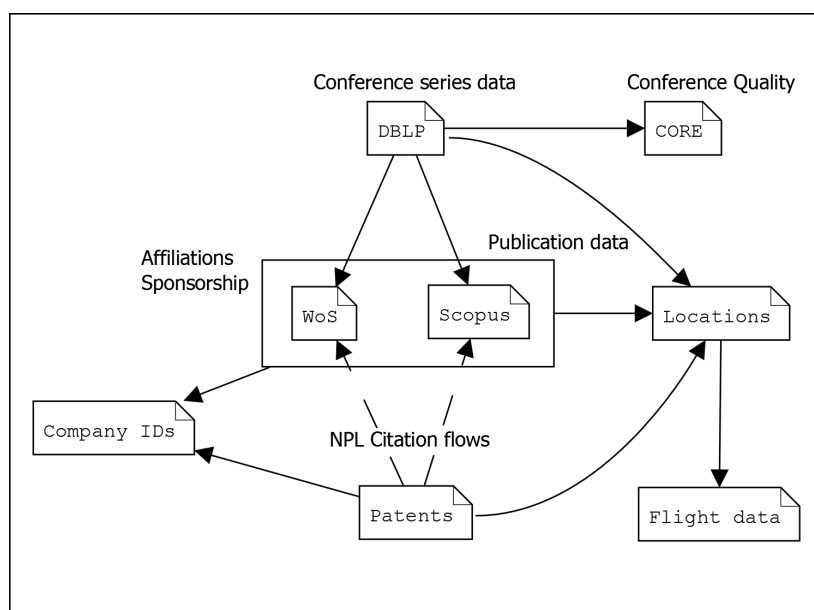 Conference series data
Conference Quality
DBLP
CORE
Publication data
Affiliations
Sponsorship
WoS
Scopus
Locations
Company IDs
NPL Citation flows
Patents
Flight data